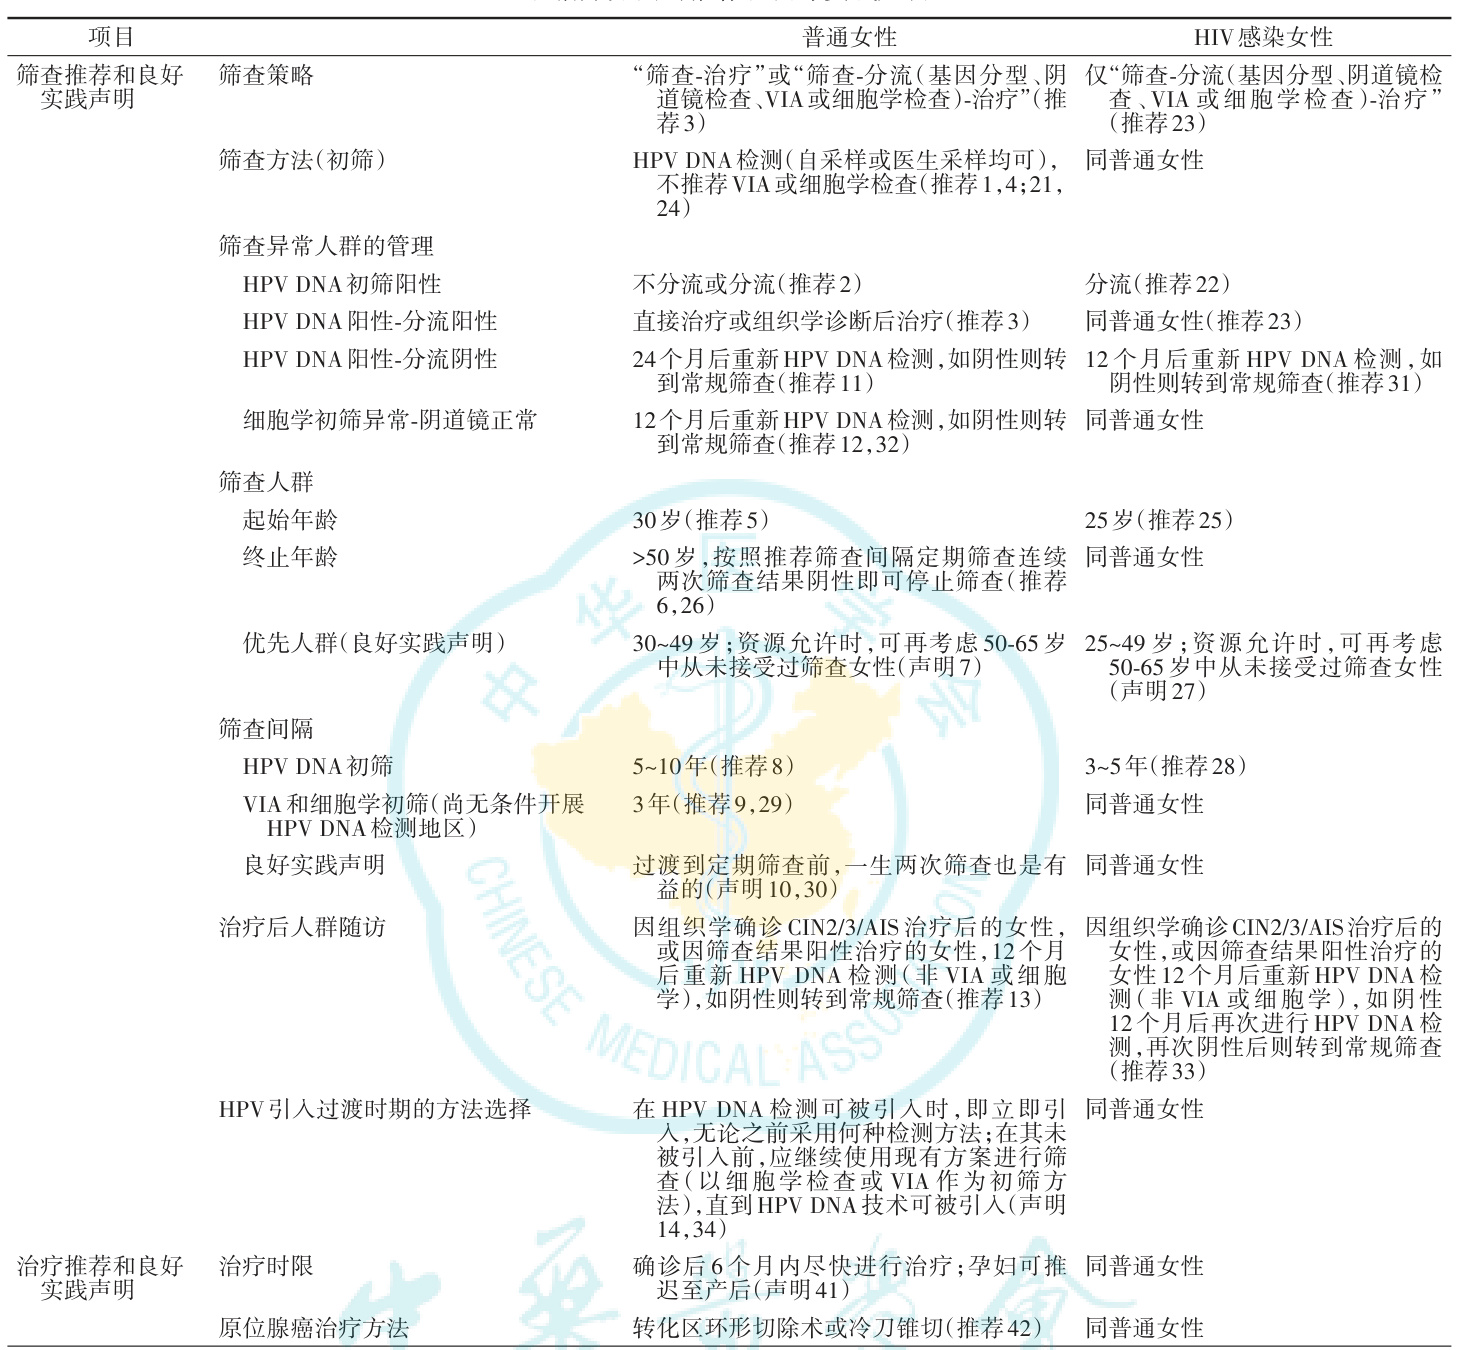 项目 普通女性 HIV感染女性
筛查推荐和良好 筛查策略 “筛查-治疗”或“筛查-分流(基因分型、阴 仅“筛查-分流(基因分型、阴道镜检
实践声明 道镜检查、VIA或细胞学检查)-治疗”(推 查、VIA或细胞学检查)-治疗”
荐3) (推荐23)
筛查方法(初筛) HPV DNA检测(自采样或医生采样均可), 同普通女性
不推荐VIA或细胞学检查(推荐1,4;21,
24)
筛查异常人群的管理
HPV DNA初筛阳性 不分流或分流(推荐2) 分流(推荐22)
HPV DNA阳性-分流阳性 直接治疗或组织学诊断后治疗(推荐3) 同普通女性(推荐23)
HPV DNA阳性-分流阴性 24个月后重新HPV DNA检测,如阴性则转 12个月后重新HPV DNA检测,如
到常规筛查(推荐11) 阴性则转到常规筛查(推荐31)
细胞学初筛异常-阴道镜正常 12个月后重新HPV DNA检测,如阴性则转 同普通女性
到常规筛查(推荐12,32)
筛查人群
起始年龄 30岁(推荐5) 25岁(推荐25)
终止年龄 >50岁,按照推荐筛查间隔定期筛查连续 同普通女性
两次筛查结果阴性即可停止筛查(推荐
6,26)
优先人群(良好实践声明) 30~49岁;资源允许时,可再考虑50-65岁 25~49岁;资源允许时,可再考虑
中从未接受过筛查女性(声明7) 50-65岁中从未接受过筛查女性
(声明27)
筛查间隔
HPV DNA初筛 5~10年(推荐8) 3~5年(推荐28)
VIA和细胞学初筛(尚无条件开展 3年(推荐9,29) 同普通女性
HPV DNA检测地区)
良好实践声明 过渡到定期筛查前,一生两次筛查也是有 同普通女性
益的(声明10,30)
治疗后人群随访 因组织学确诊CIN2/3/AIS治疗后的女性, 因组织学确诊CIN2/3/AIS治疗后的
或因筛查结果阳性治疗的女性,12个月 女性,或因筛查结果阳性治疗的
后重新HPV DNA检测(非VIA或细胞 女性12个月后重新HPV DNA检
学),如阴性则转到常规筛查(推荐13) 测(非VIA或细胞学),如阴性
12个月后再次进行HPV DNA检
测,再次阴性后则转到常规筛查
(推荐33)
HPV引入过渡时期的方法选择 在HPV DNA检测可被引入时,即立即引 同普通女性
入,无论之前采用何种检测方法;在其未
被引入前,应继续使用现有方案进行筛
查(以细胞学检查或VIA作为初筛方
法),直到HPV DNA技术可被引入(声明
14,34)
治疗推荐和良好 治疗时限 确诊后6个月内尽快进行治疗;孕妇可推 同普通女性
实践声明 迟至产后(声明41)
原位腺癌治疗方法 转化区环形切除术或冷刀锥切(推荐42) 同普通女性
中华医学会
CHINESE MEDICAL ASSOCIATION